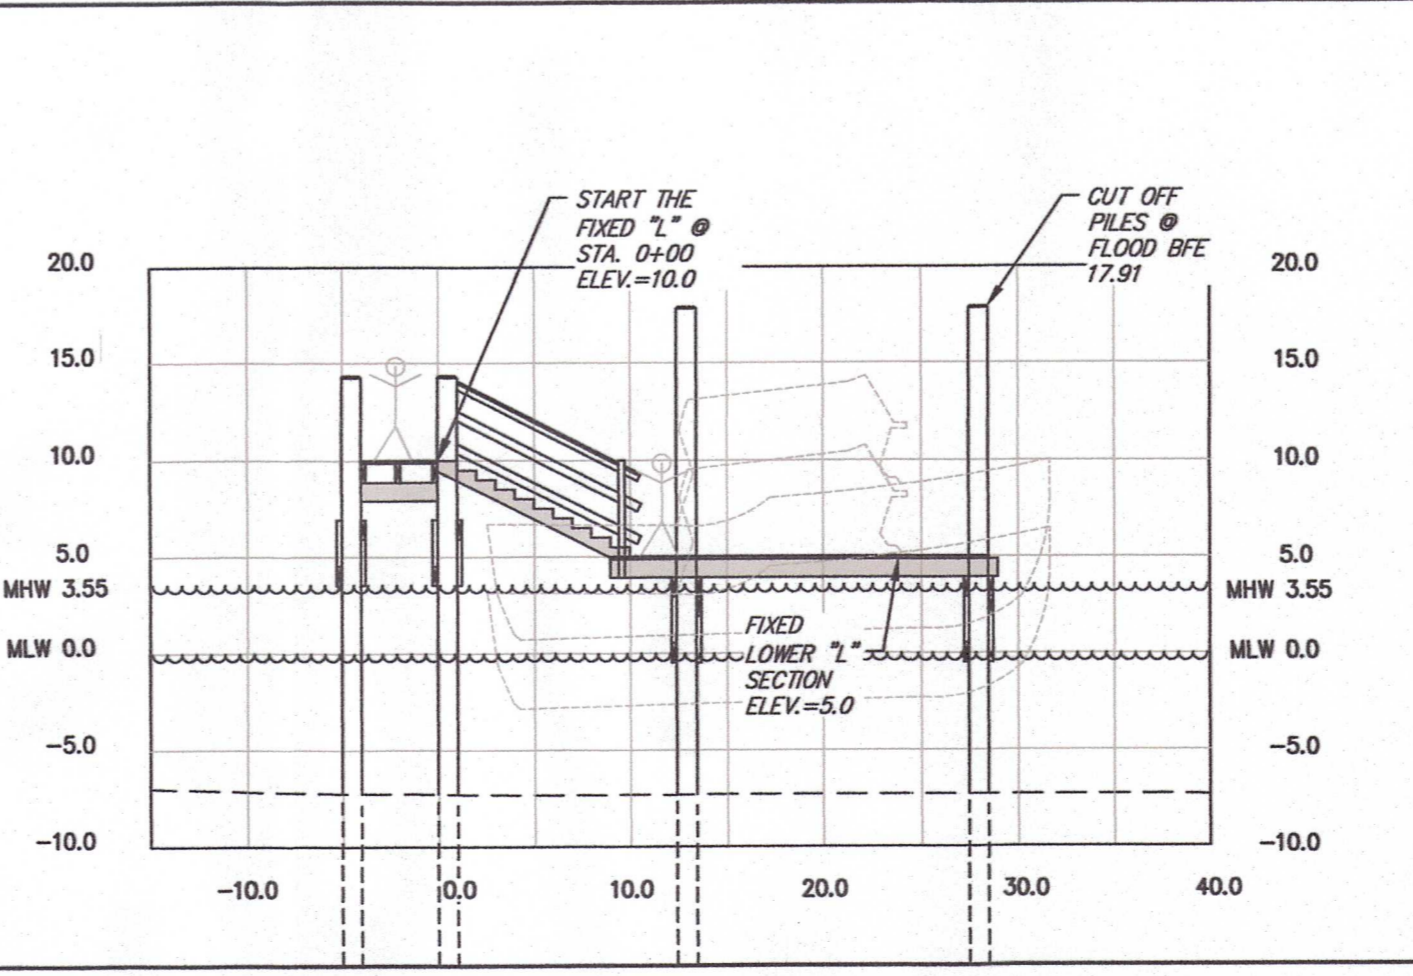 START THE
FIXED "L" @
STA. 0+00
ELEV.=10.0
CUT OFF
PILES @
FLOOD BFE
17.91
20.0
20.0
15.0
15.0
10.0
10.0
5.0
5.0
MHW 3.55
MHW 3.55
FIXED
LOWER "L"
SECTION
ELEV.=5.0
MLW 0.0
MLW 0.0
-5.0
-5.0
-10.0
-10.0
-10.0
0.0
10.0
20.0
30.0
40.0